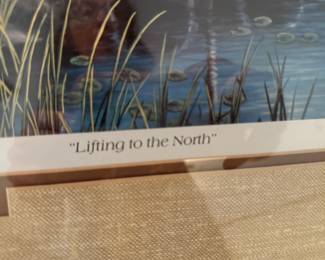 "Lifting to the North"